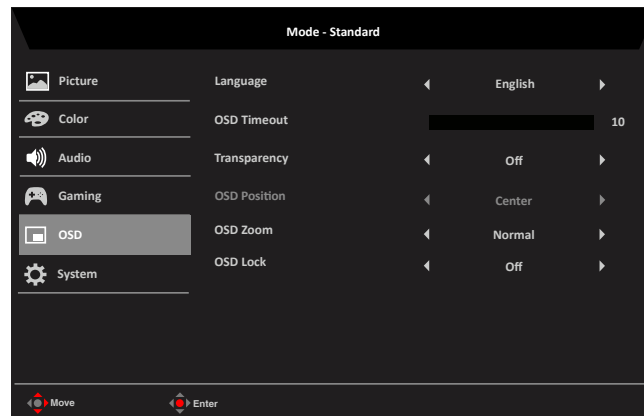 Mode - Standard
Picture
Language English
Color
OSD Timeout 10
Audio
Transparency Off
Gaming
OSD Position Center
OSD
OSD Zoom Normal
System
OSD Lock Off
Move Enter